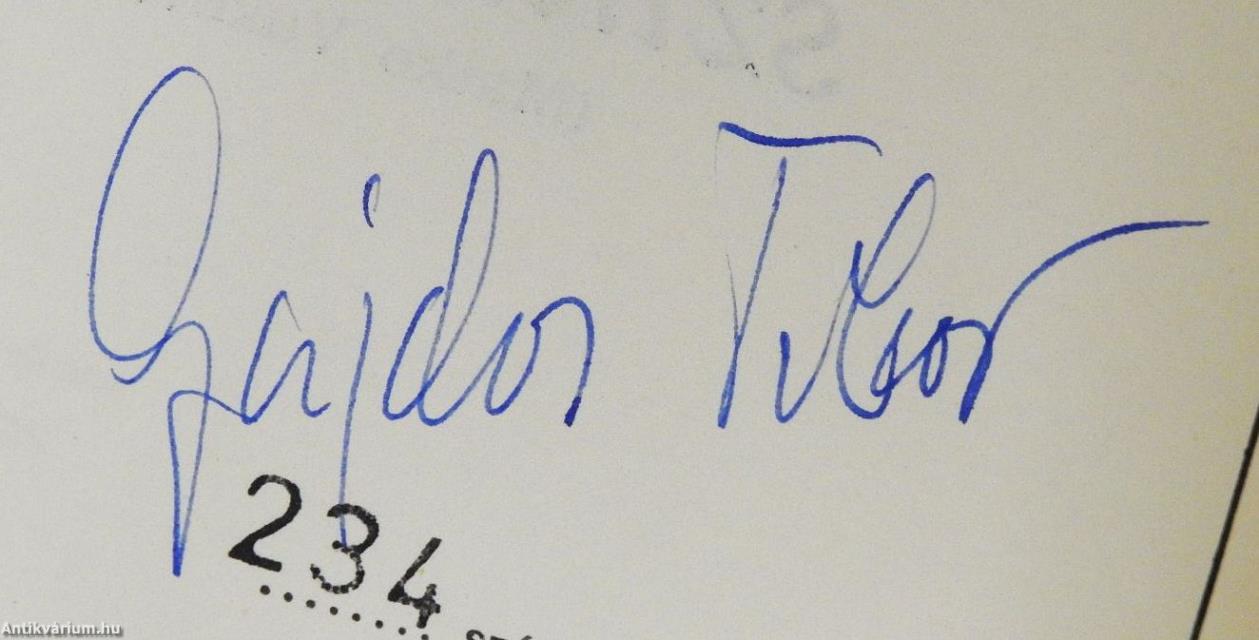 Gajdos Tibor
234
Antikvárium.hu